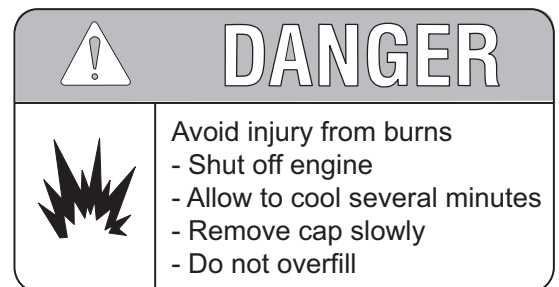 DANGER
Avoid injury from burns
- Shut off engine
- Allow to cool several minutes
- Remove cap slowly
- Do not overfill